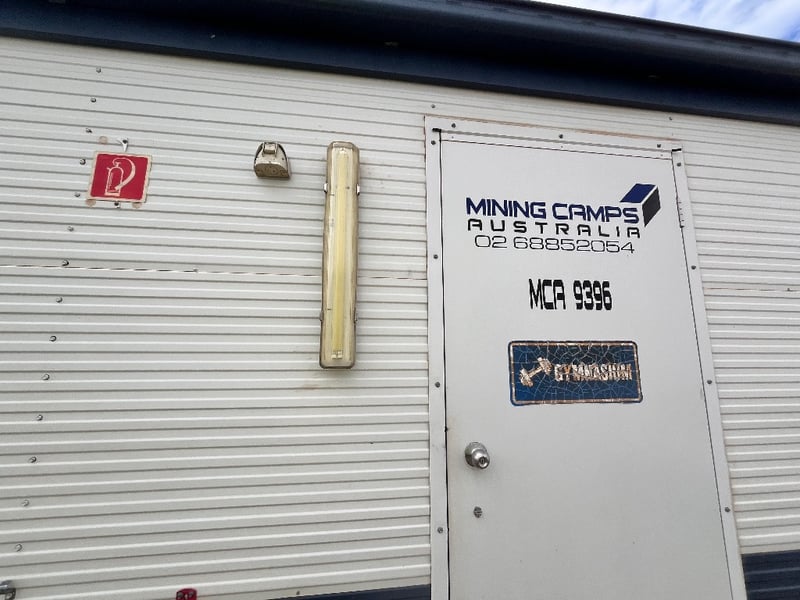 MINING CAMPS
AUSTRALIA
02 68852054
MCA 9396
GYMNASIUM